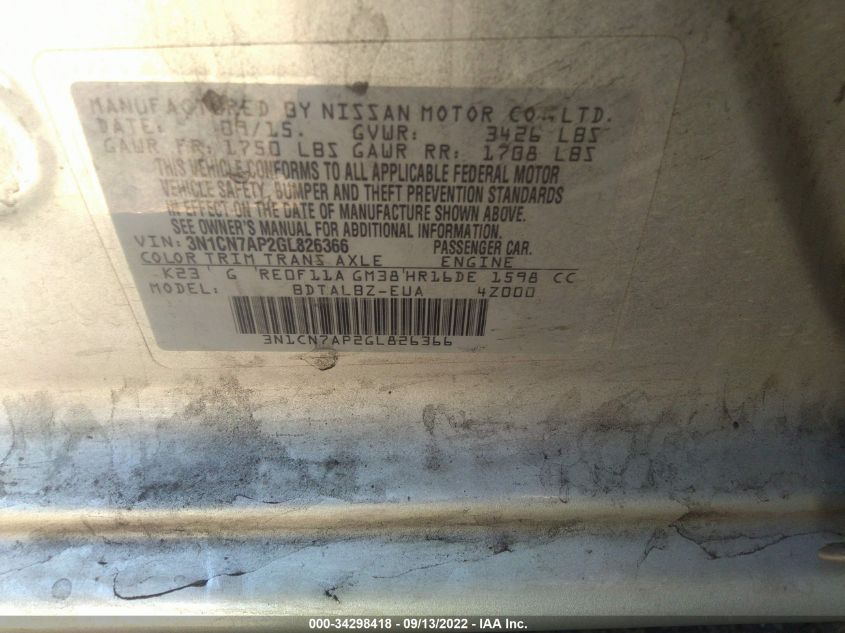 MANUFACTURED BY NISSAN MOTOR CO., LTD.
DATE: 09/15. GVWR: 3426 LBS
GAWR FR: 1750 LBS GAWR RR: 1708 LBS
THIS VEHICLE CONFORMS TO ALL APPLICABLE FEDERAL MOTOR
VEHICLE SAFETY, BUMPER AND THEFT PREVENTION STANDARDS
IN EFFECT ON THE DATE OF MANUFACTURE SHOWN ABOVE.
SEE OWNER'S MANUAL FOR ADDITIONAL INFORMATION.
VIN: 3N1CN7AP2GL826366 PASSENGER CAR.
COLOR TRIM TRANS AXLE ENGINE
K23 G RE0F11A GM38 HR16DE 1598 CC
MODEL: BDTALBZ-EUA 4Z000
3N1CN7AP2GL826366
000-34298418 - 09/13/2022 - IAA Inc.